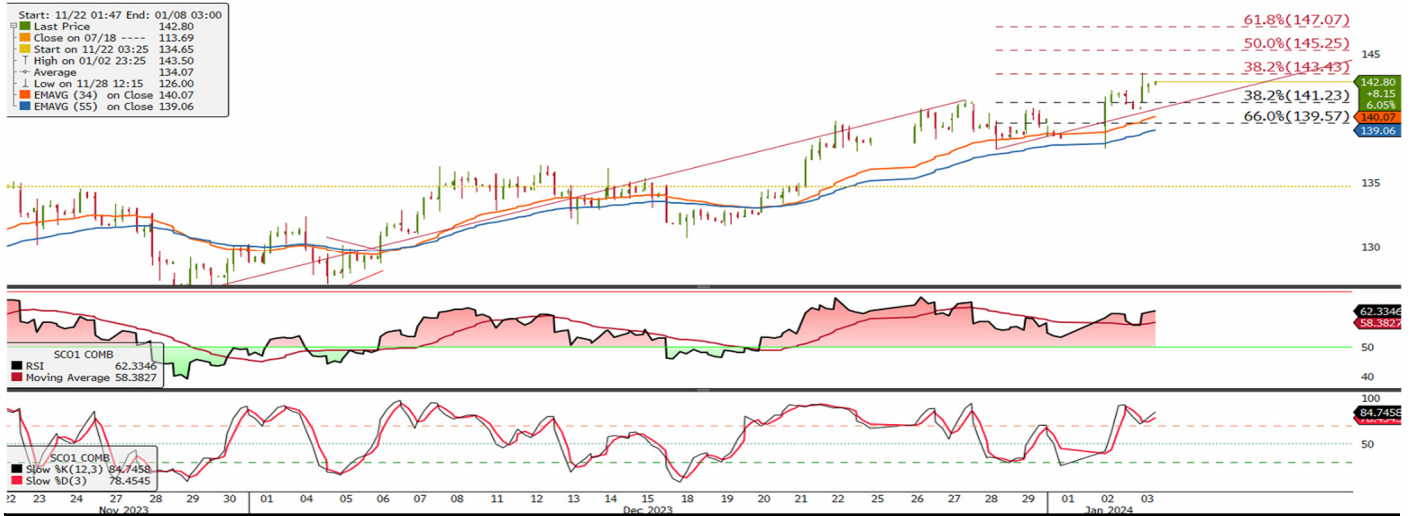 Start: 11/22 01:47 End: 01/08 03:00
Last Price 142.80
Close on 07/18 ---- 113.69
Start on 11/22 03:25 134.65
High on 01/02 23:25 143.50
Average 134.07
Low on 11/28 12:15 126.00
EMAVG (34) on Close 140.07
EMAVG (55) on Close 139.06
61.8%(147.07)
50.0%(145.25)
38.2%(143.43)
38.2%(141.23)
66.0%(139.57)
145
142.80
+8.15
6.05%
140.07
139.06
135
130
SCO1 COMB
RSI 62.3346
Moving Average 58.3827
62.3346
58.3827
50
40
SCO1 COMB
Slow %K(12,3) 84.7458
Slow %D(3) 78.4545
100
84.7458
50
22 23 24 27 28 29 30 01 04 05 06 07 08 11 12 13 14 15 18 19 20 21 22 25 26 27 28 29 01 02 03
Nov 2023 Dec 2023 Jan 2024